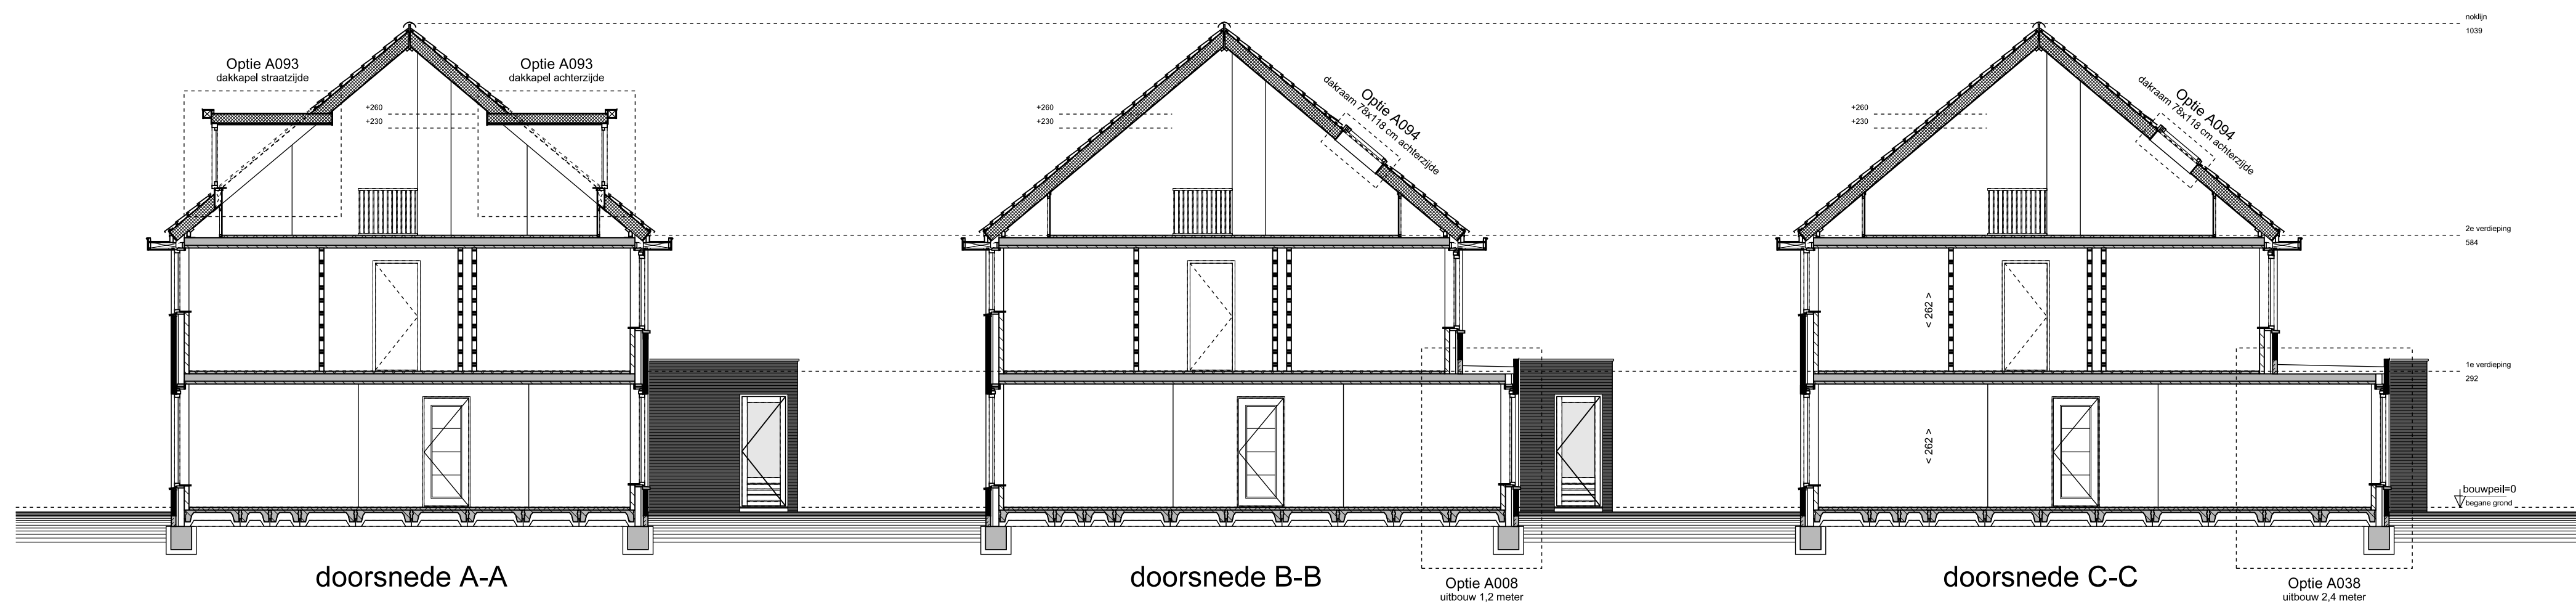 noklijn
1039
Optie A093
dakkapel straatzijde
Optie A093
dakkapel achterzijde
+260
+230
+260
+230
Optie A094
dakraam 78x118 cm achterzijde
+260
+230
Optie A094
dakraam 78x118 cm achterzijde
2e verdieping
584
< 262 >
1e verdieping
292
< 262 >
bouwpeil=0
begane grond
doorsnede A-A
doorsnede B-B
Optie A008
uitbouw 1,2 meter
doorsnede C-C
Optie A038
uitbouw 2,4 meter